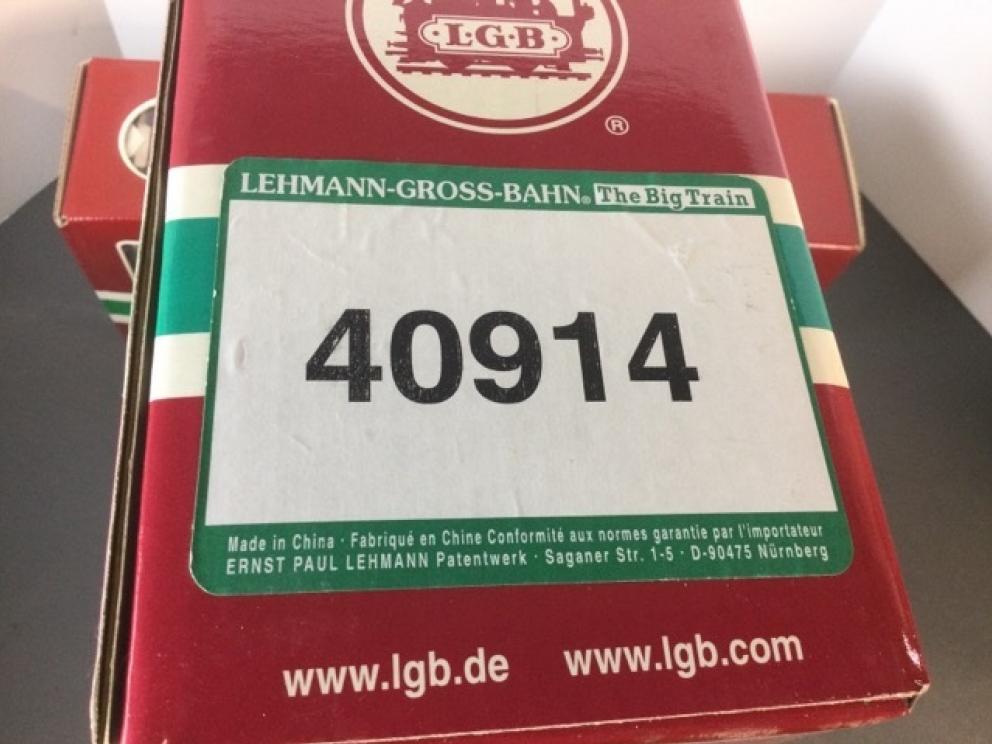 L·G·B
®
LEHMANN-GROSS-BAHN® The Big Train
40914
Made in China · Fabriqué en Chine Conformité aux normes garantie par l'importateur
ERNST PAUL LEHMANN Patentwerk · Saganer Str. 1-5 · D-90475 Nürnberg
www.lgb.de www.lgb.com